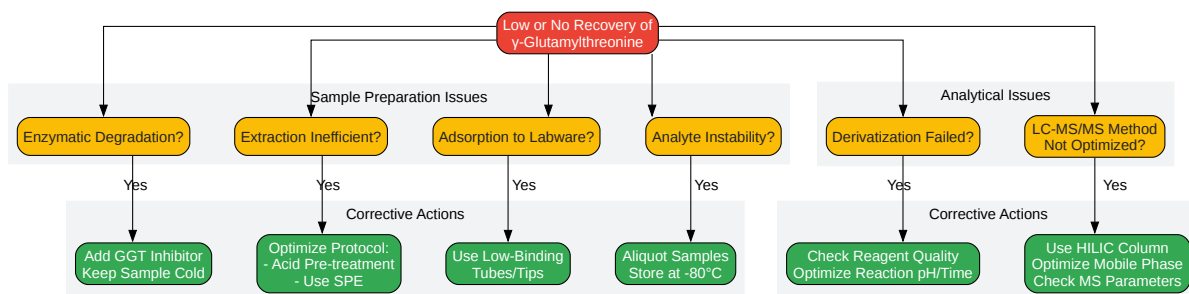 Low or No Recovery of
γ-Glutamylthreonine
Sample Preparation Issues
Analytical Issues
Enzymatic Degradation?
Extraction Inefficient?
Adsorption to Labware?
Analyte Instability?
Derivatization Failed?
LC-MS/MS Method
Not Optimized?
Yes
Yes
Yes
Yes
Yes
Yes
Corrective Actions
Corrective Actions
Add GGT Inhibitor
Keep Sample Cold
Optimize Protocol:
- Acid Pre-treatment
- Use SPE
Use Low-Binding
Tubes/Tips
Aliquot Samples
Store at -80°C
Check Reagent Quality
Optimize Reaction pH/Time
Use HILIC Column
Optimize Mobile Phase
Check MS Parameters